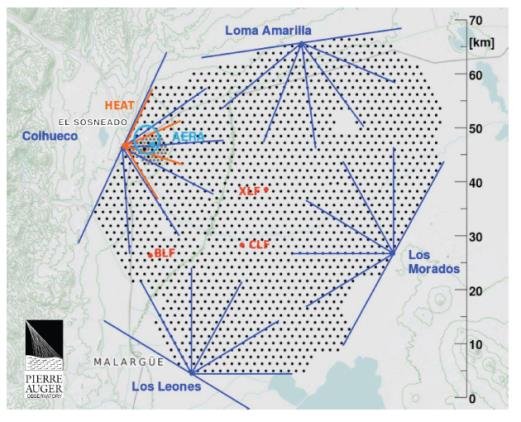 Loma Amarilla
70
[km]
60
HEAT
EL SOSNEADO
50
Coihueco
AERA
40
XLF
30
CLF
BLF
Los
Morados
20
10
MALARGÜE
0
Los Leones
PIERRE
AUGER
OBSERVATORY